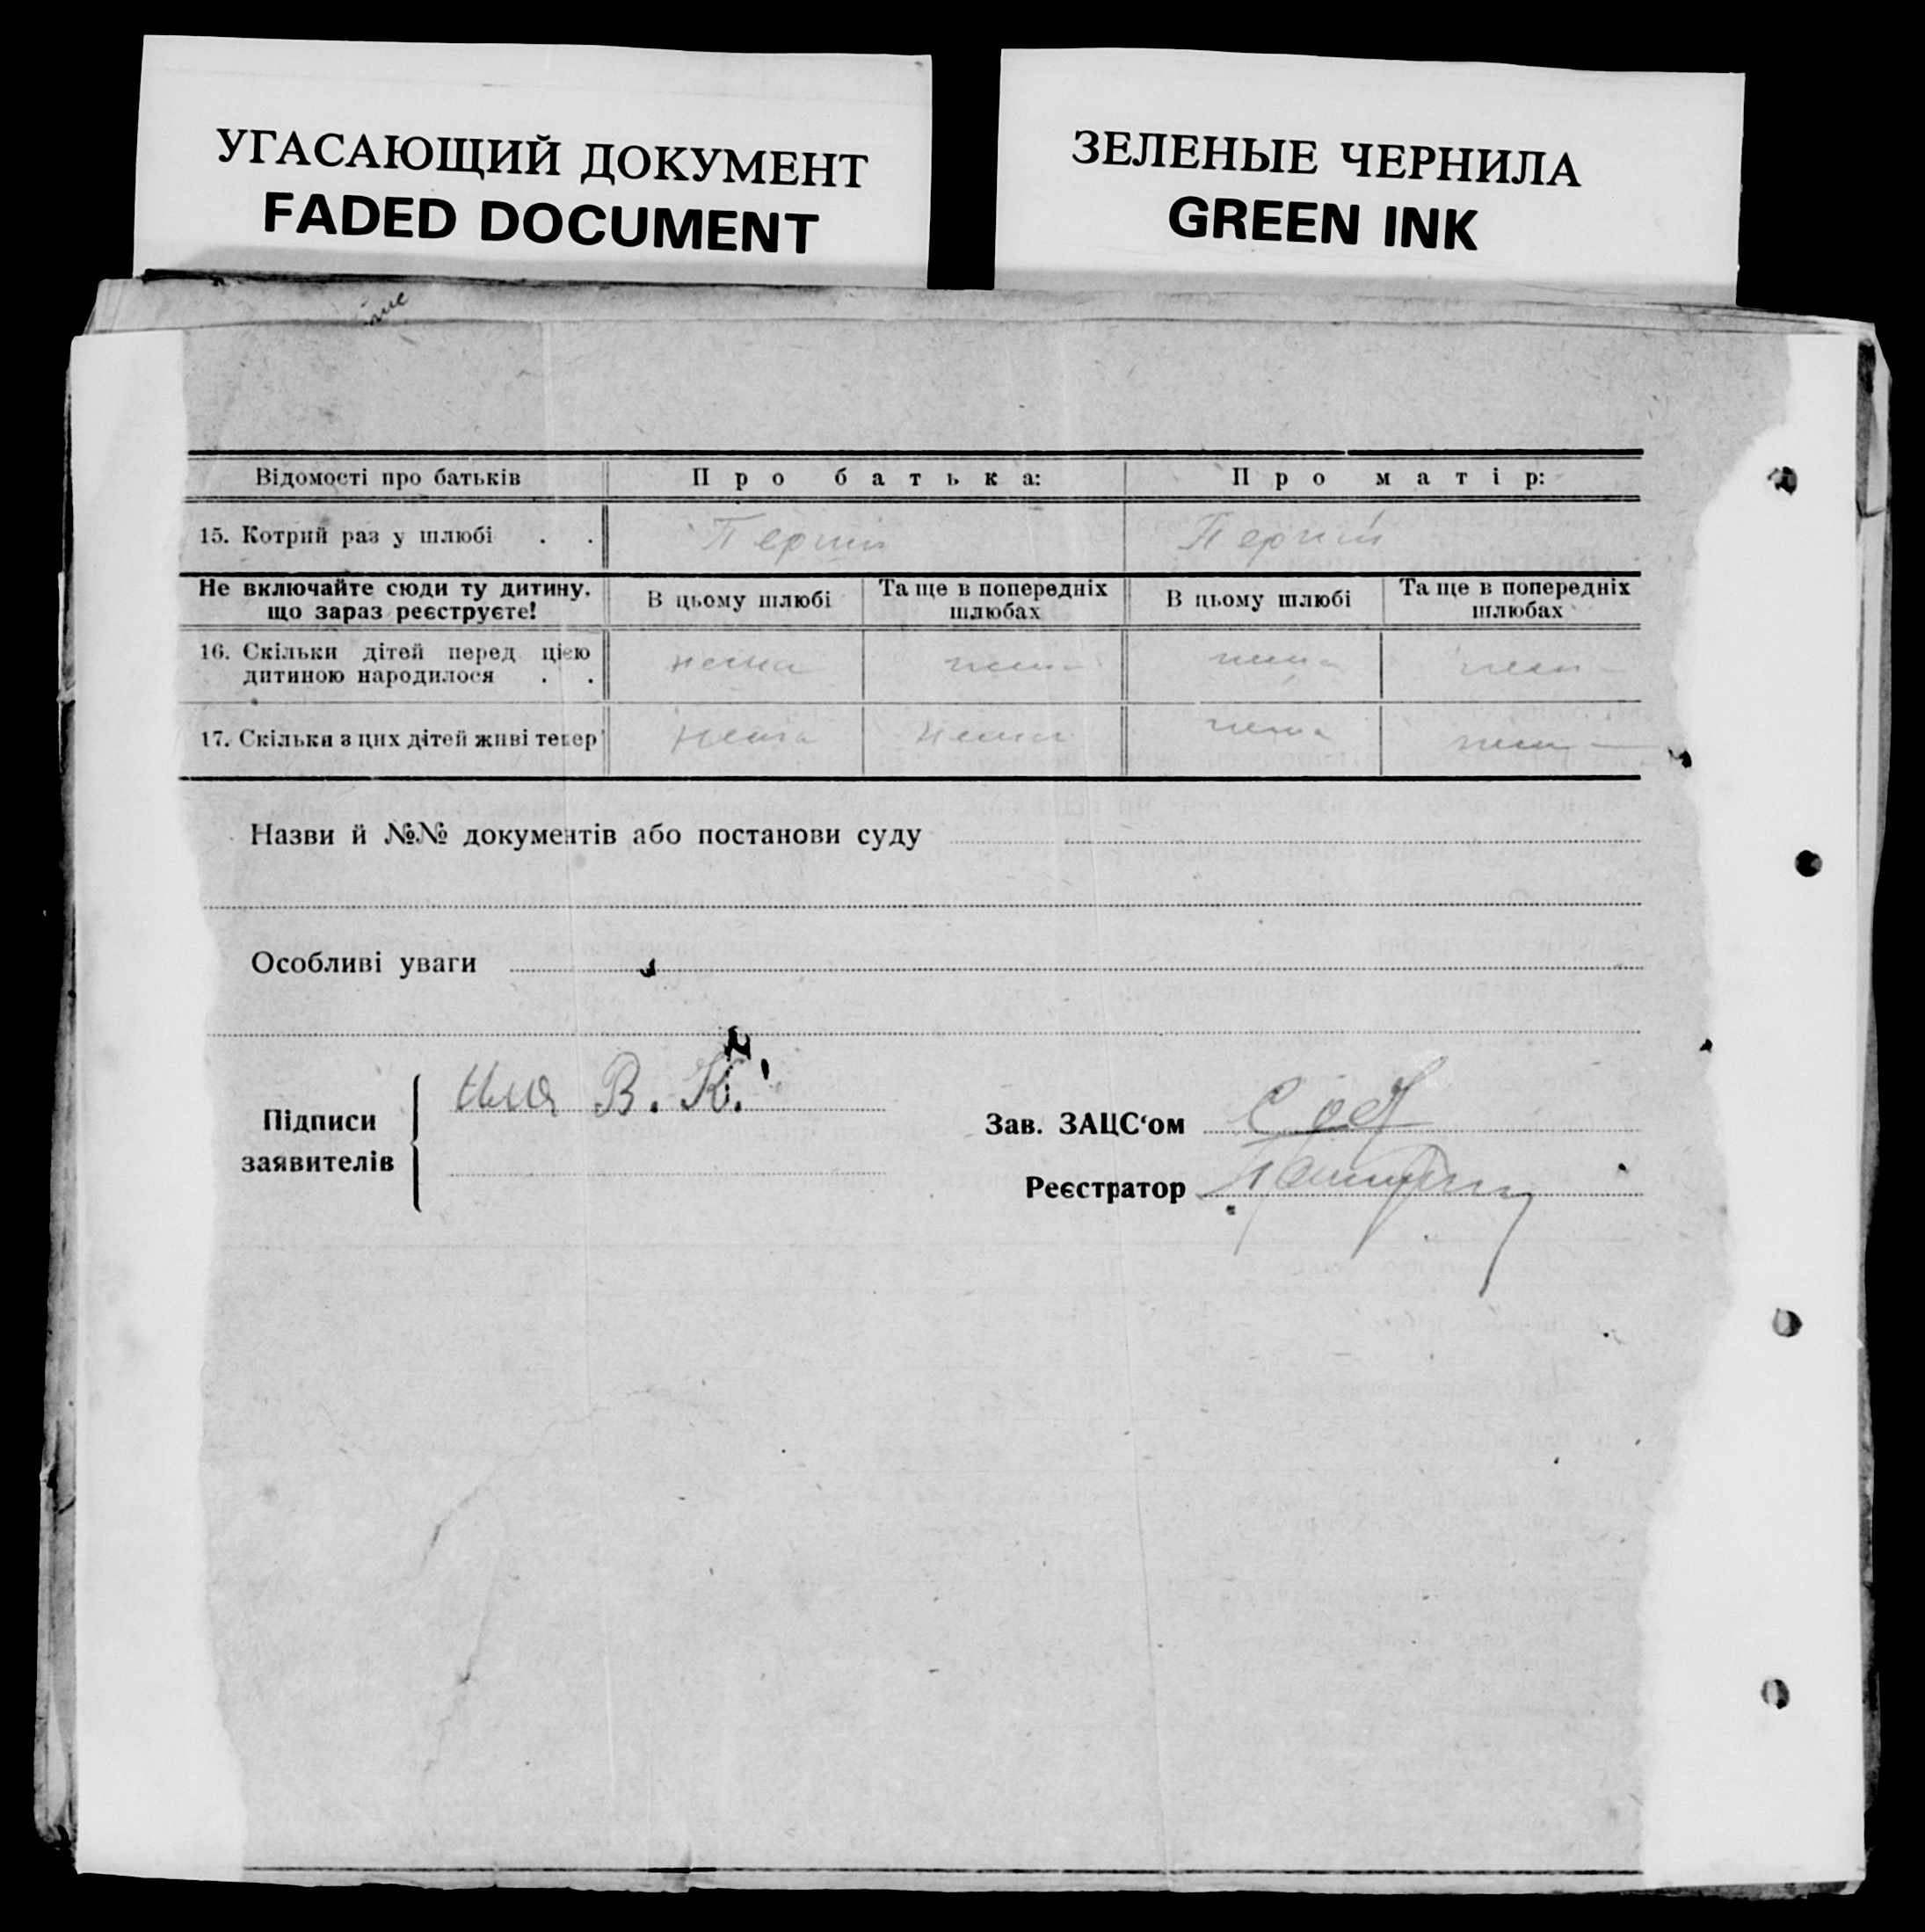 УГАСАЮЩИЙ ДОКУМЕНТ
FADED DOCUMENT
ЗЕЛЕНЫЕ ЧЕРНИЛА
GREEN INK
Відомості про батьків Про батька: Про матір:
15. Котрий раз у шлюбі . . Перший Перший
Не включайте сюди ту дитину, що зараз реєструєте! В цьому шлюбі Та ще в попередніх шлюбах В цьому шлюбі Та ще в попередніх шлюбах
16. Скільки дітей перед цією
дитиною народилося . . нема нема нема нема
17. Скільки з цих дітей живі тепер нема нема нема нема
Назви й №№ документів або постанови суду
Особливі уваги
Підписи
заявителів
В. К.
Зав. ЗАЦС‘ом
Реєстратор